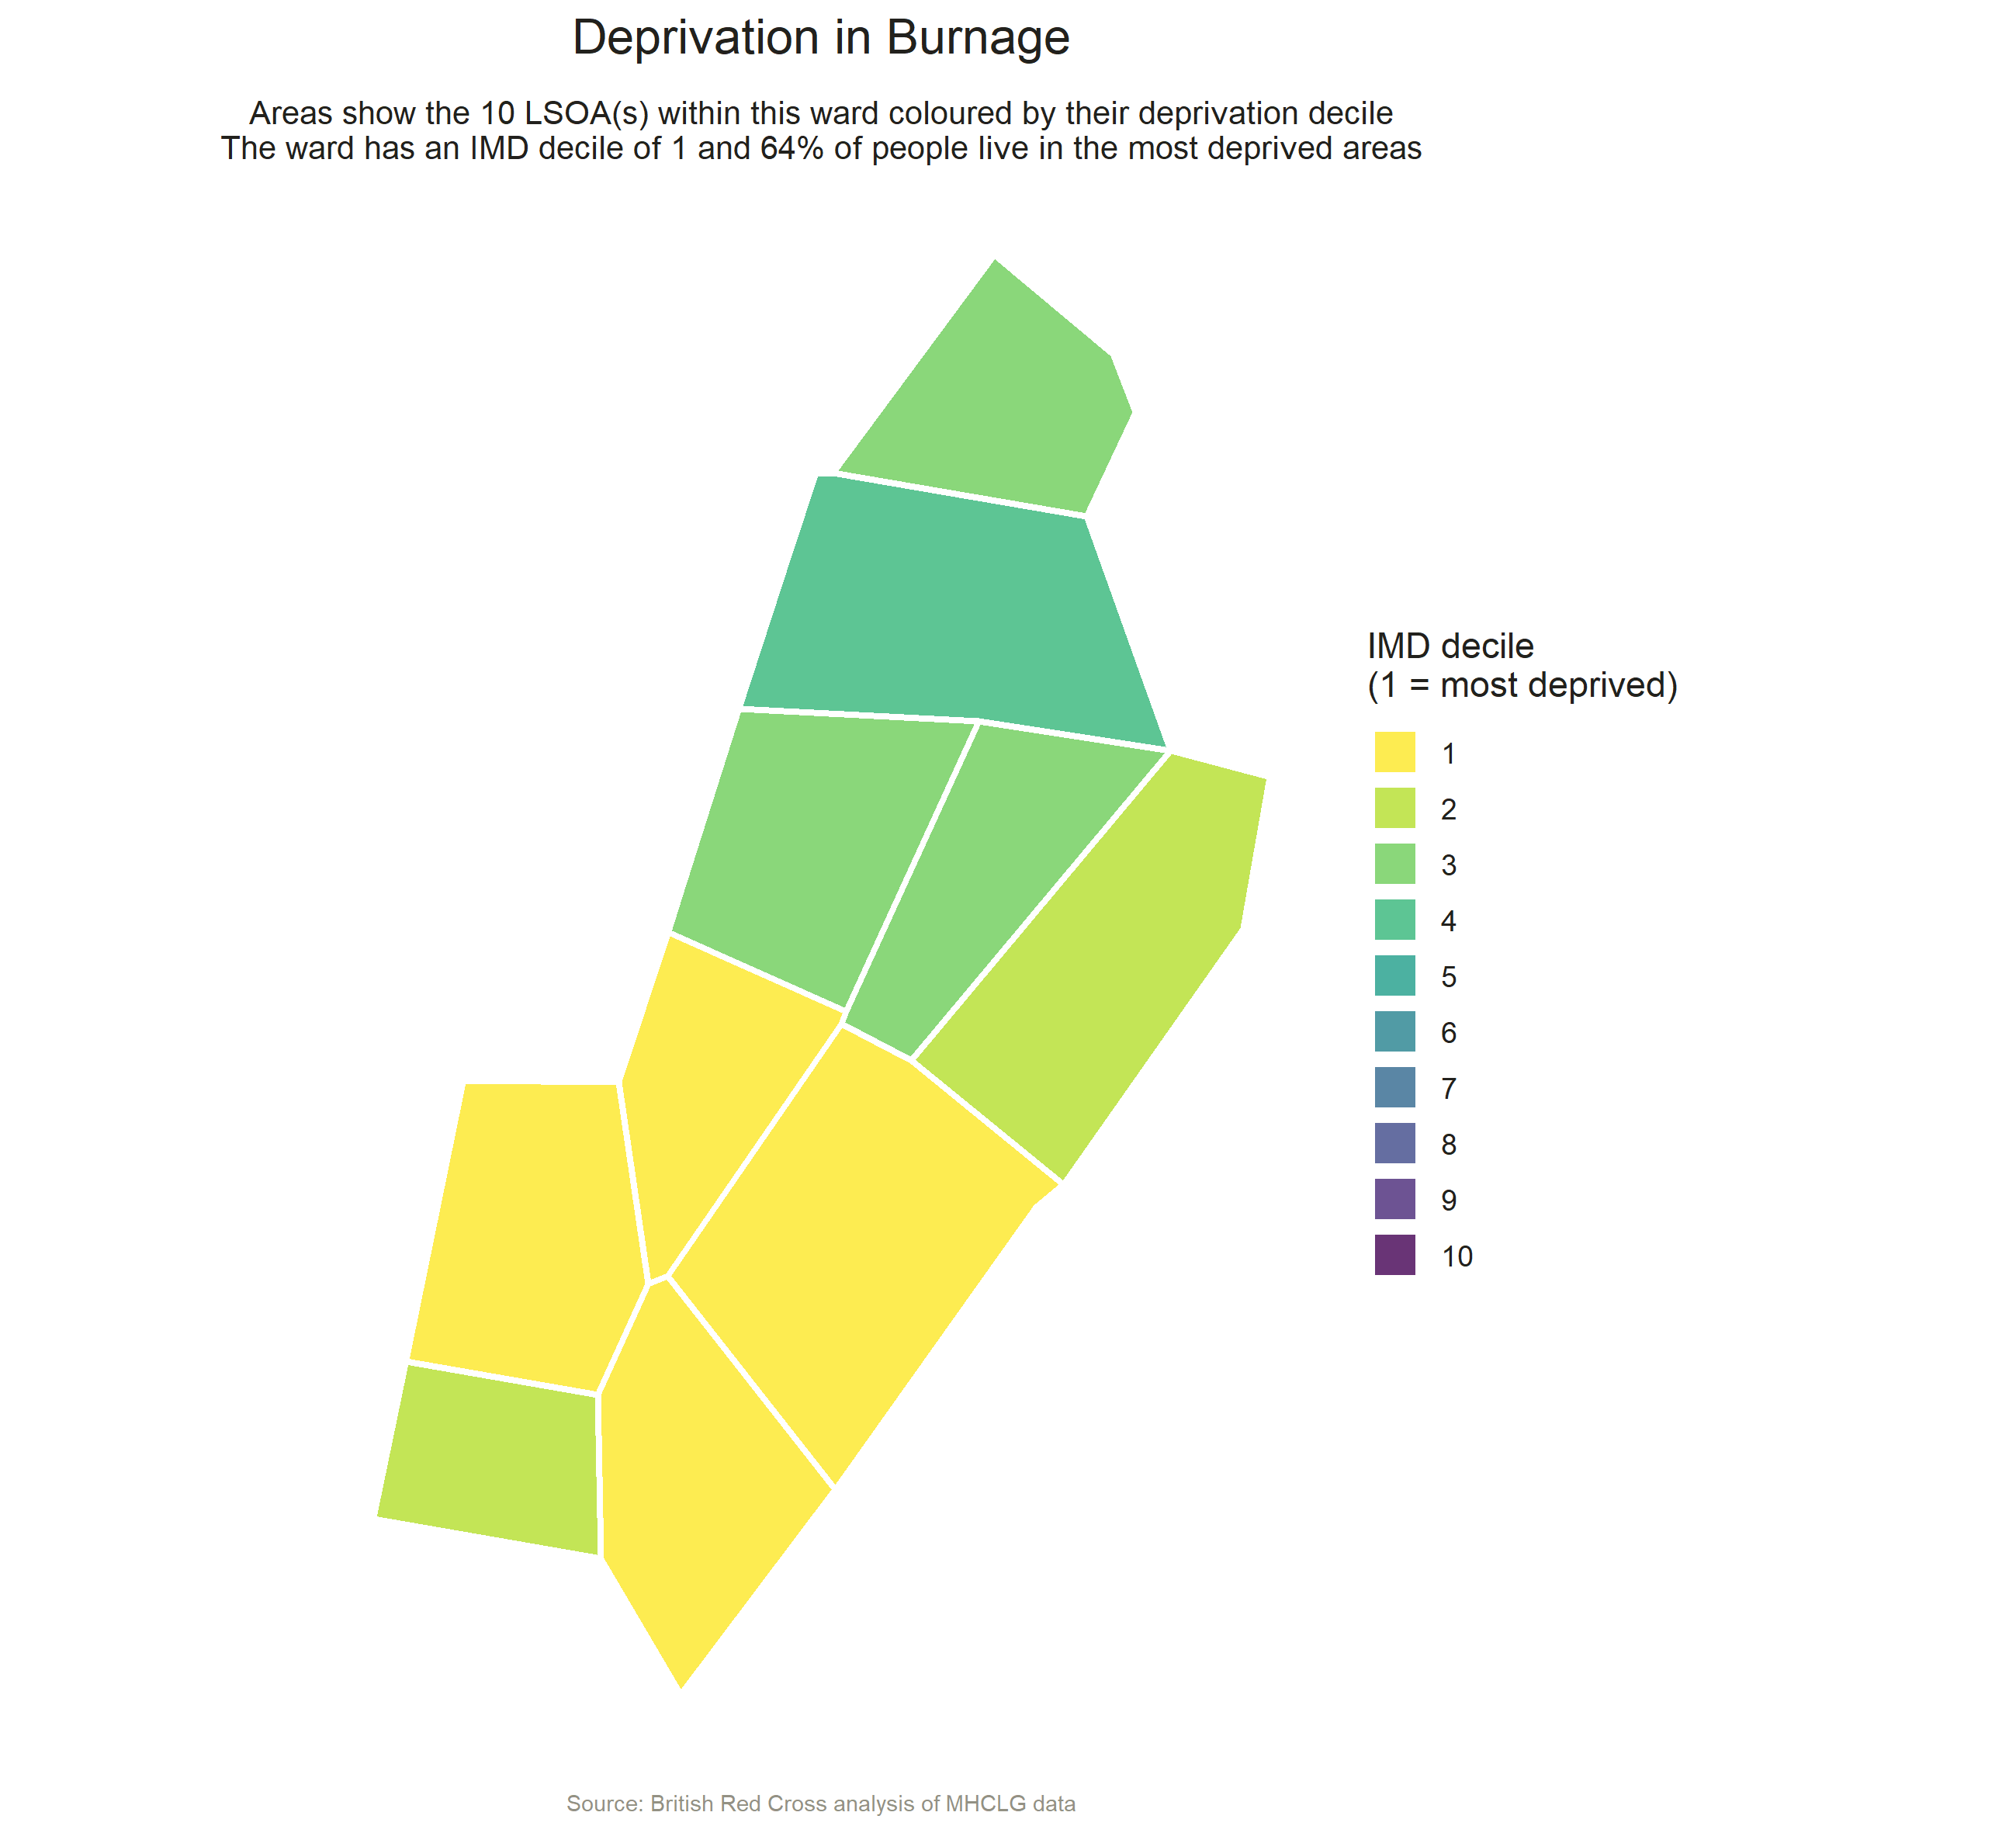 Deprivation in Burnage
Areas show the 10 LSOA(s) within this ward coloured by their deprivation decile
The ward has an IMD decile of 1 and 64% of people live in the most deprived areas
IMD decile
(1 = most deprived)
1
2
3
4
5
6
7
8
9
10
Source: British Red Cross analysis of MHCLG data